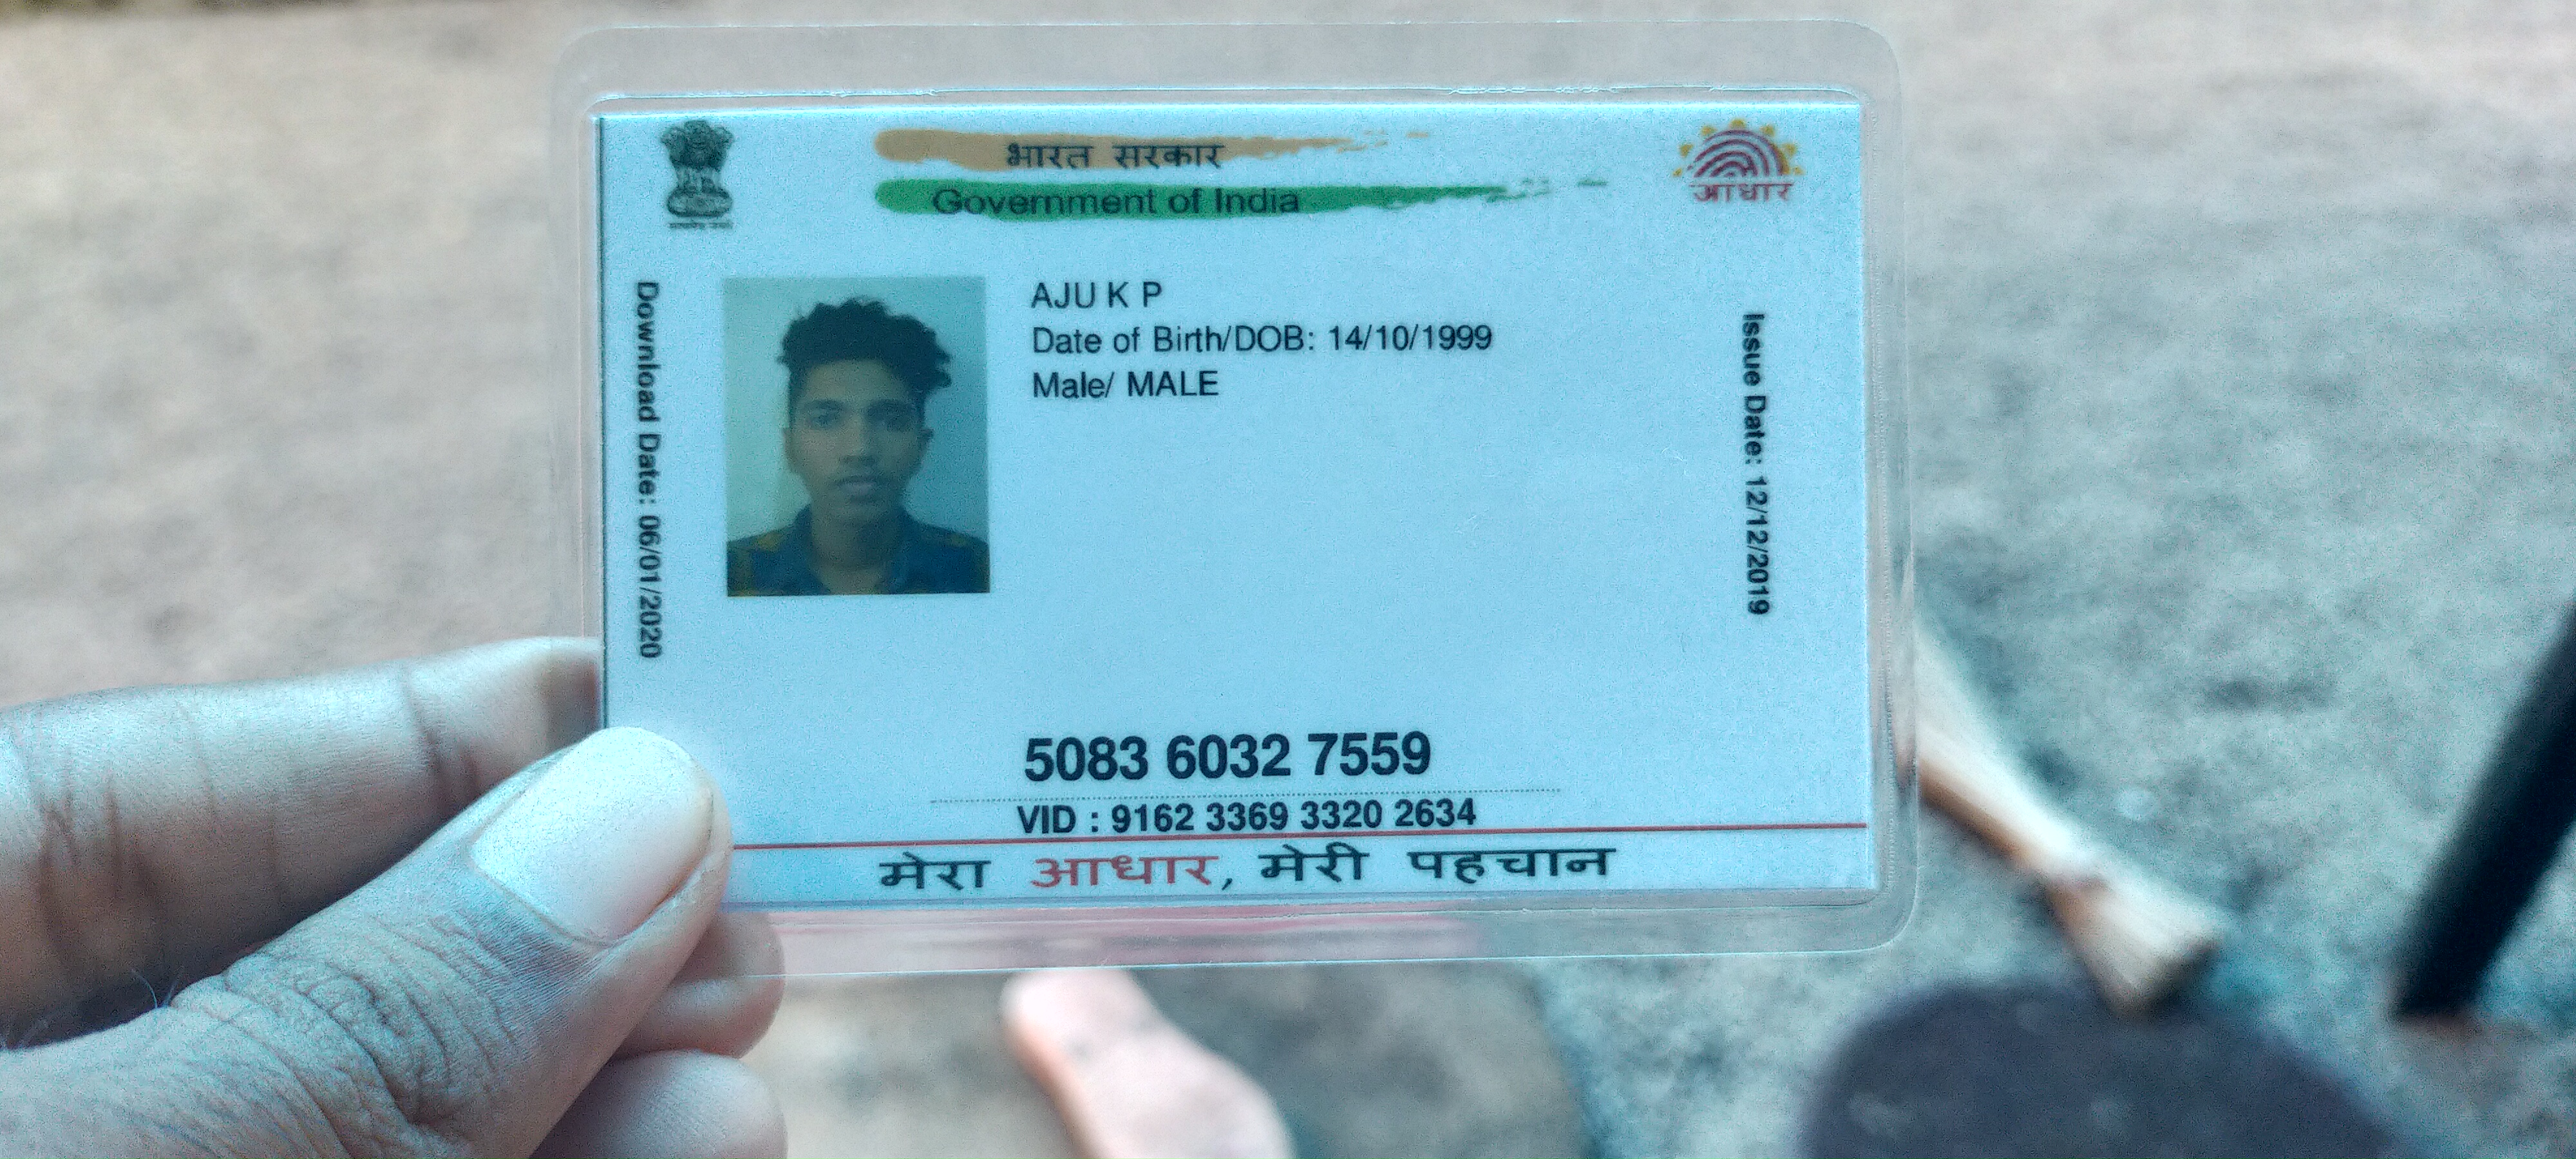 भारत सरकार
Government of India
आधार
Download Date: 06/01/2020
AJU K P
Date of Birth/DOB: 14/10/1999
Male/ MALE
Issue Date: 12/12/2019
5083 6032 7559
VID : 9162 3369 3320 2634
मेरा आधार, मेरी पहचान